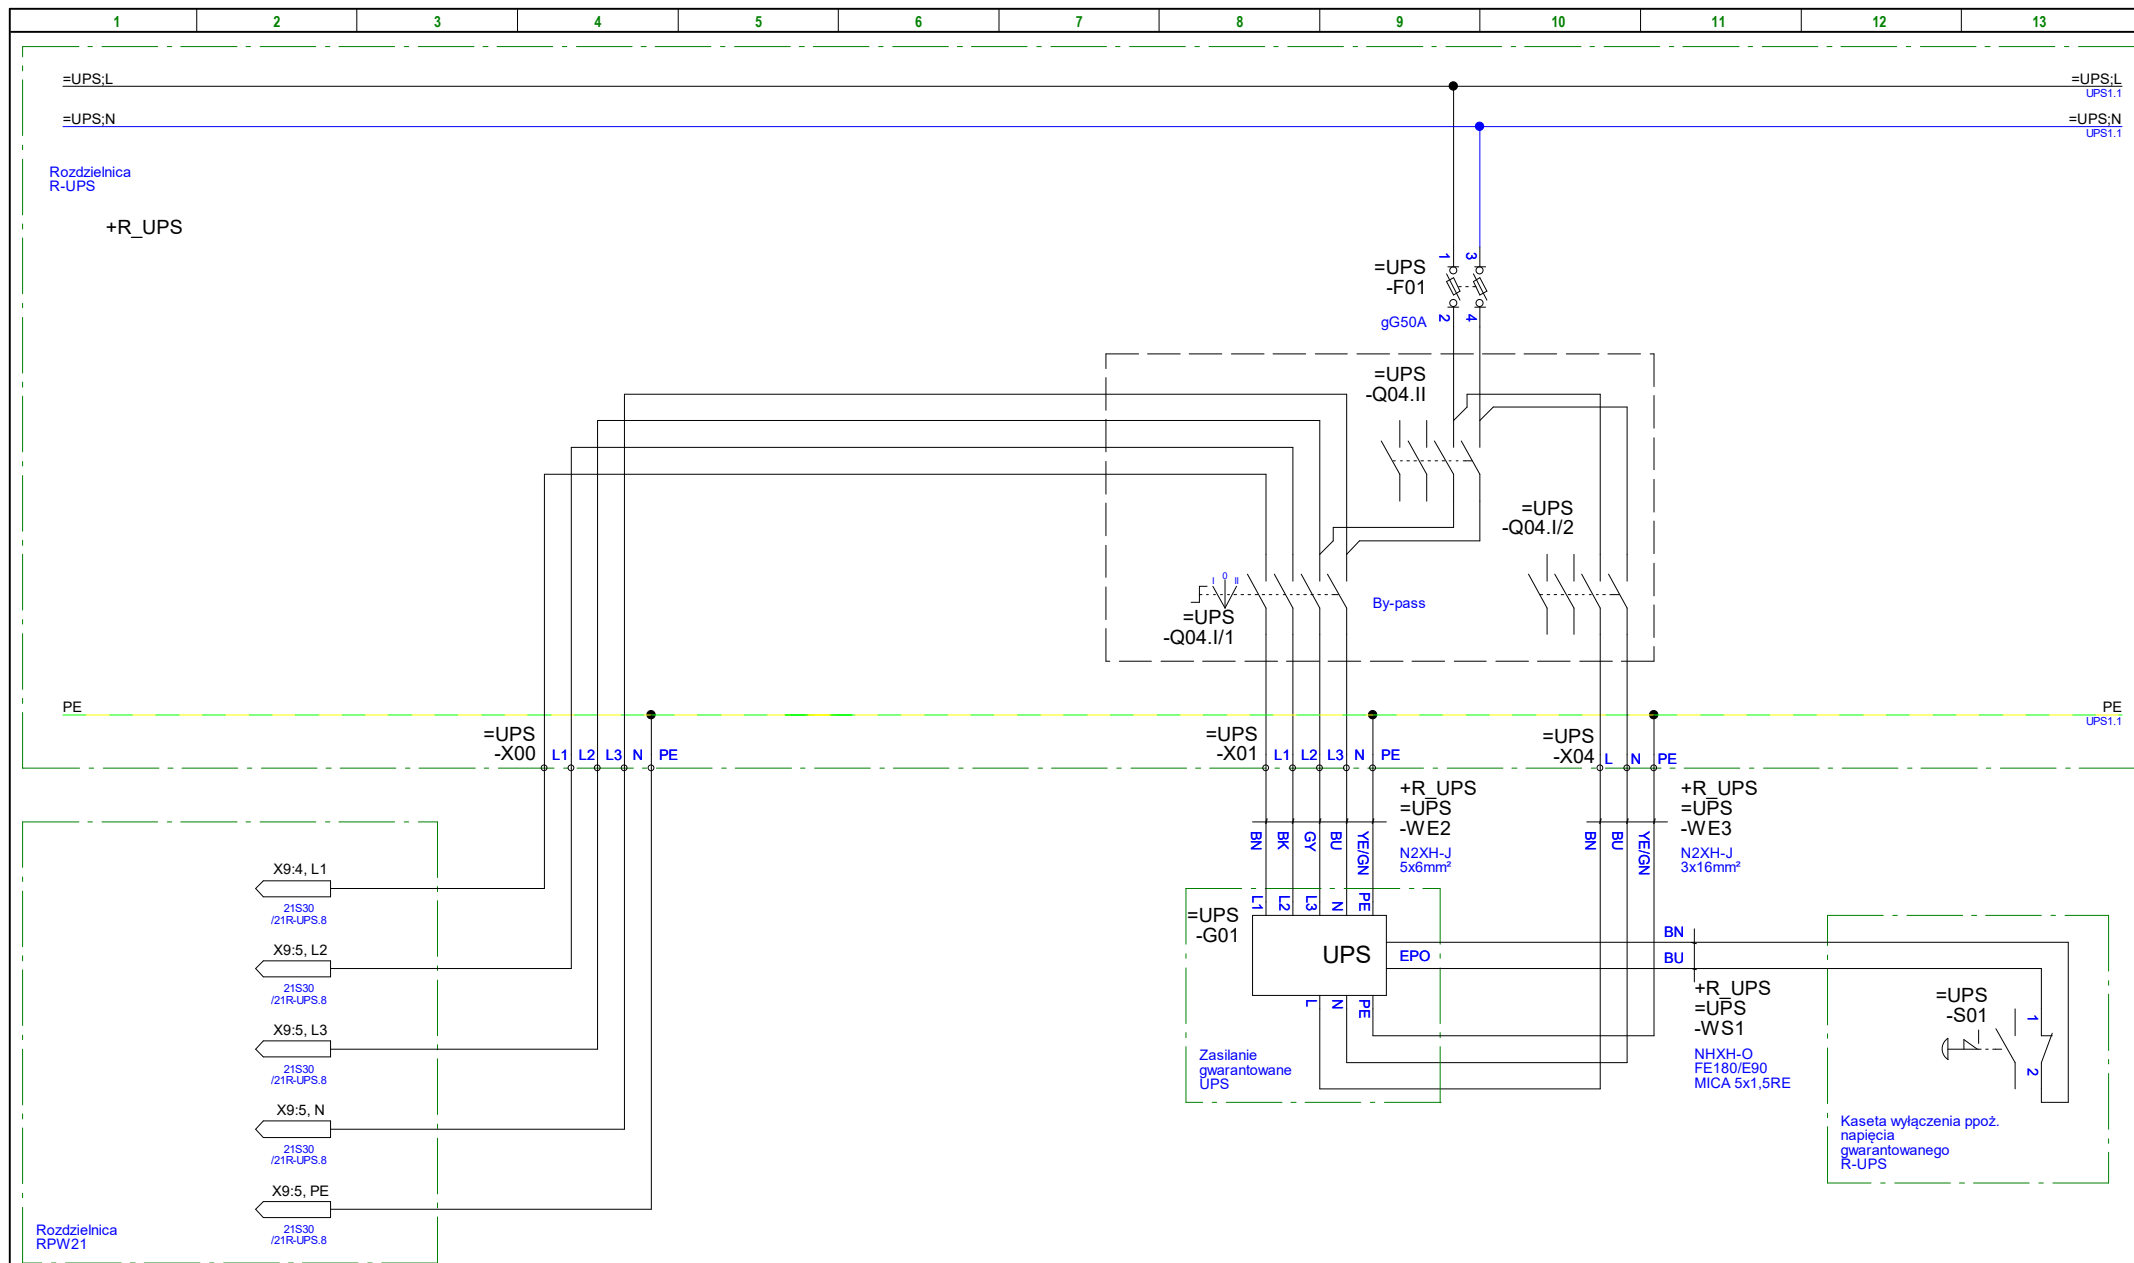 1 2 3 4 5 6 7 8 9 10 11 12 13
=UPS;L
=UPS;L
UPS1.1
=UPS;N
=UPS;N
UPS1.1
Rozdzielnica
R-UPS
+R_UPS
=UPS
-F01
gG50A
1
3
2
4
=UPS
-Q04.II
=UPS
-Q04.I/2
I 0 II
=UPS
-Q04.I/1
By-pass
PE
PE
UPS1.1
=UPS
-X00
L1 L2 L3 N PE
=UPS
-X01
L1 L2 L3 N PE
=UPS
-X04
L N PE
+R_UPS
=UPS
-WE2
N2XH-J
5x6mm²
BN BK GY BU YE/GN
+R_UPS
=UPS
-WE3
N2XH-J
3x16mm²
BN BU YE/GN
X9:4, L1
21S30
/21R-UPS.8
X9:5, L2
21S30
/21R-UPS.8
X9:5, L3
21S30
/21R-UPS.8
X9:5, N
21S30
/21R-UPS.8
X9:5, PE
21S30
/21R-UPS.8
Rozdzielnica
RPW21
=UPS
-G01
L1 L2 L3 N PE
UPS
EPO
L N PE
Zasilanie
gwarantowane
UPS
BN
BU
+R_UPS
=UPS
-WS1
NHXH-O
FE180/E90
MICA 5x1,5RE
=UPS
-S01
1
2
Kaseta wyłączenia ppoż.
napięcia
gwarantowanego
R-UPS